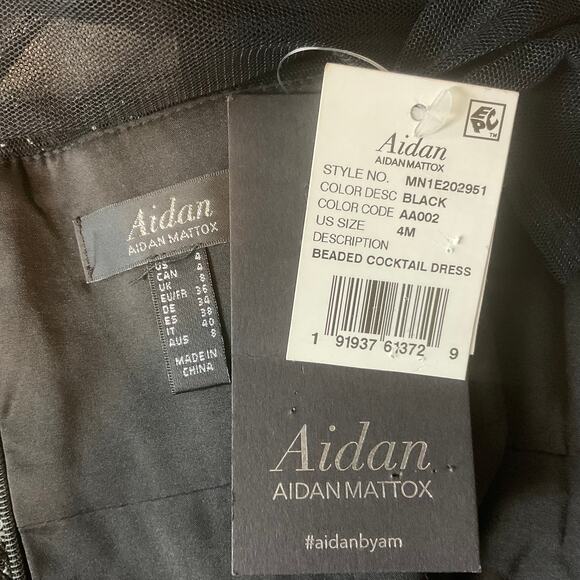 Aidan
AIDAN MATTOX
US 4
CAN 4
UK 8
EU/FR 36
DE 34
ES 38
IT 40
AUS 8
MADE IN
CHINA
EPC TM
Aidan
AIDAN MATTOX
STYLE NO. MN1E202951
COLOR DESC BLACK
COLOR CODE AA002
US SIZE 4M
DESCRIPTION
BEADED COCKTAIL DRESS
1 91937 61372 9
Aidan
AIDAN MATTOX
#aidanbyam